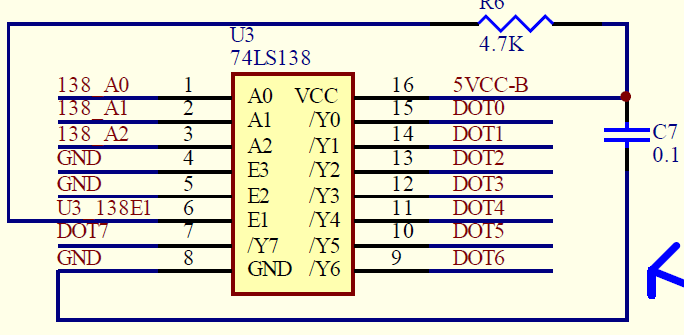 R6
U3
74LS138
4.7K
138_A0 1 A0 VCC 16 5VCC-B
138_A1 2 A1 /Y0 15 DOT0
138_A2 3 A2 /Y1 14 DOT1
GND 4 E3 /Y2 13 DOT2
GND 5 E2 /Y3 12 DOT3
U3_138E1 6 E1 /Y4 11 DOT4
DOT7 7 /Y7 /Y5 10 DOT5
GND 8 GND /Y6 9 DOT6
C7
0.1